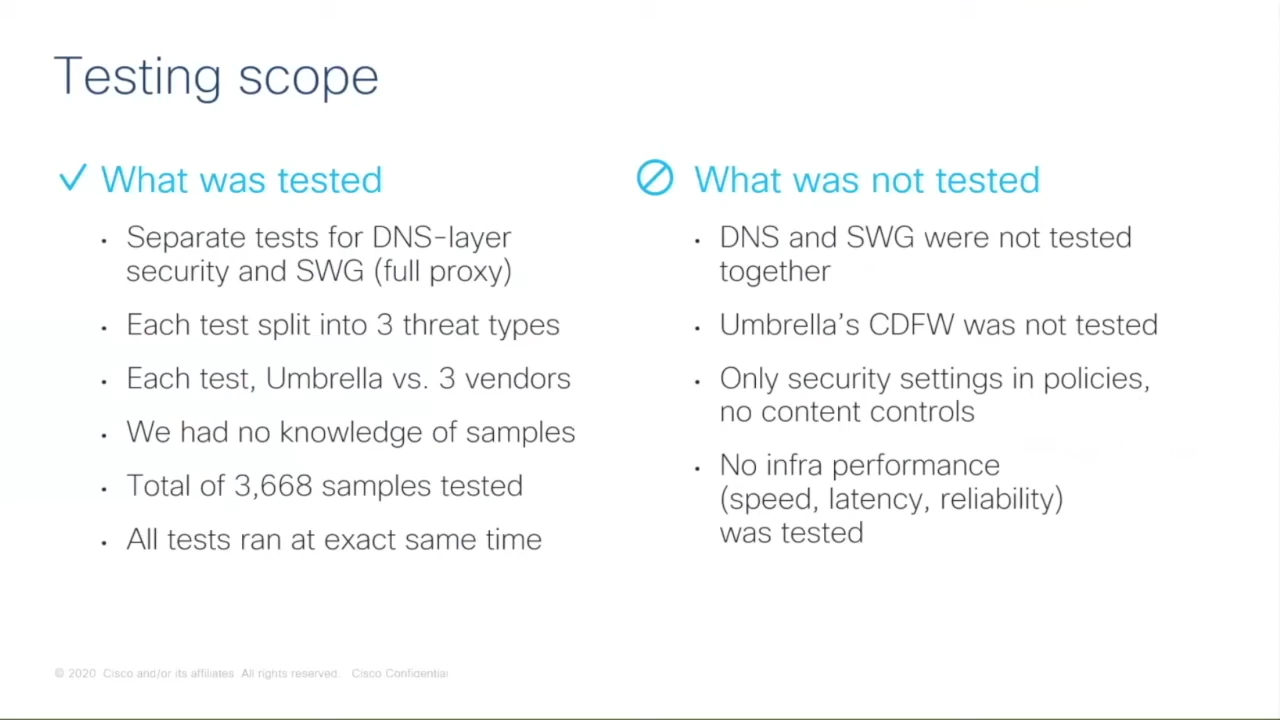 Testing scope
What was tested
• Separate tests for DNS-layer
security and SWG (full proxy)
• Each test split into 3 threat types
• Each test, Umbrella vs. 3 vendors
• We had no knowledge of samples
• Total of 3,668 samples tested
• All tests ran at exact same time
What was not tested
• DNS and SWG were not tested
together
• Umbrella's CDFW was not tested
• Only security settings in policies,
no content controls
• No infra performance
(speed, latency, reliability)
was tested
© 2020 Cisco and/or its affiliates. All rights reserved. Cisco Confidential